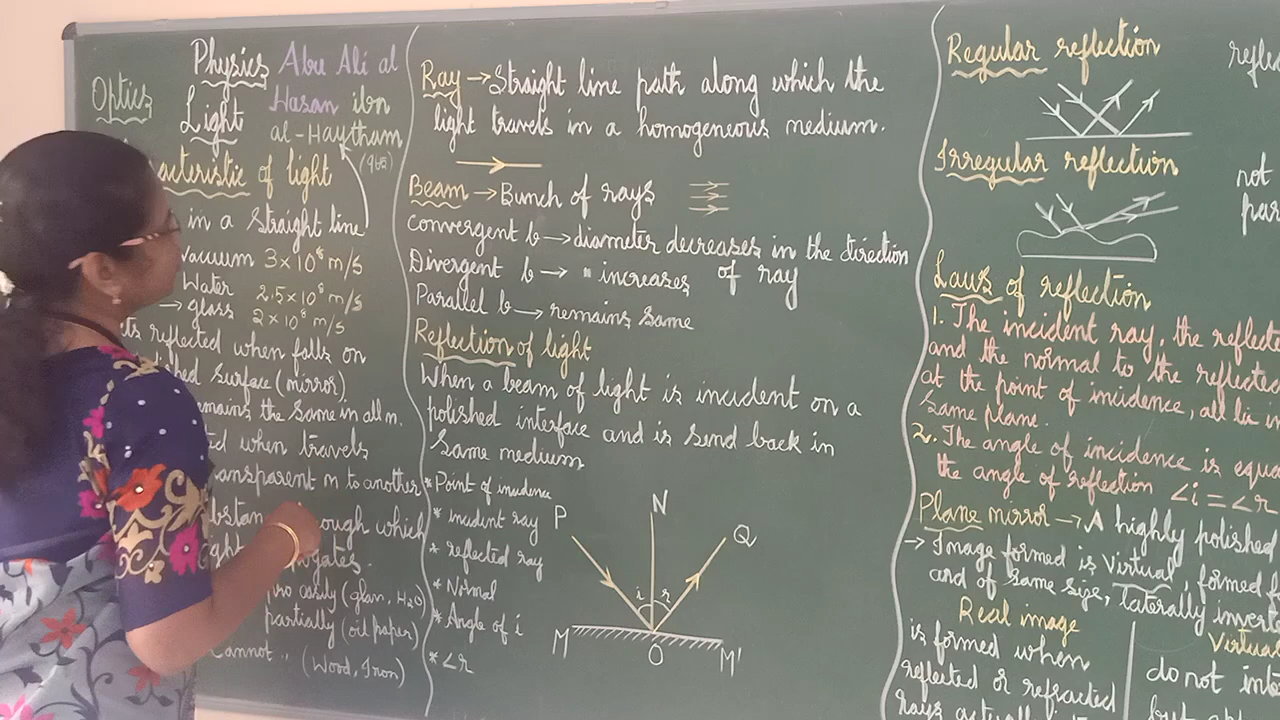 Physics
Optics
Light
Abu Ali al
Hasan ibn
al-Haytham
(965)
of light
in a straight line
Vacuum 3×10⁸ m/s
Water 2.5×10⁸ m/s
→ glass 2×10⁸ m/s
its reflected when falls on
surface (mirror)
the same in all m.
when travels
m to another
which
easily (glass, H₂O)
partially (oil paper)
Cannot " (Wood, Iron)
Ray → Straight line path along which the
light travels in a homogeneous medium.
Beam → Bunch of rays
Convergent b → diameter decreases in the direction
Divergent b → " increases of ray
Parallel b → remains same
Reflection of light
When a beam of light is incident on a
polished interface and is send back in
same medium
* Point of incidence
* incident ray
* reflected ray
* Normal
* Angle of i
* ∠r
P
N
Q
i
r
M
O
M'
Regular reflection
Irregular reflection
not
Laws of reflection
1. The incident ray, the
and the normal to the
at the point of incidence, all lie
same plane.
2. The angle of incidence is
the angle of reflection ∠i = ∠r
Plane mirror → A highly polished
→ Image formed is Virtual, formed
and of same size, laterally
Real image
is formed when
reflected or refracted
rays
do not